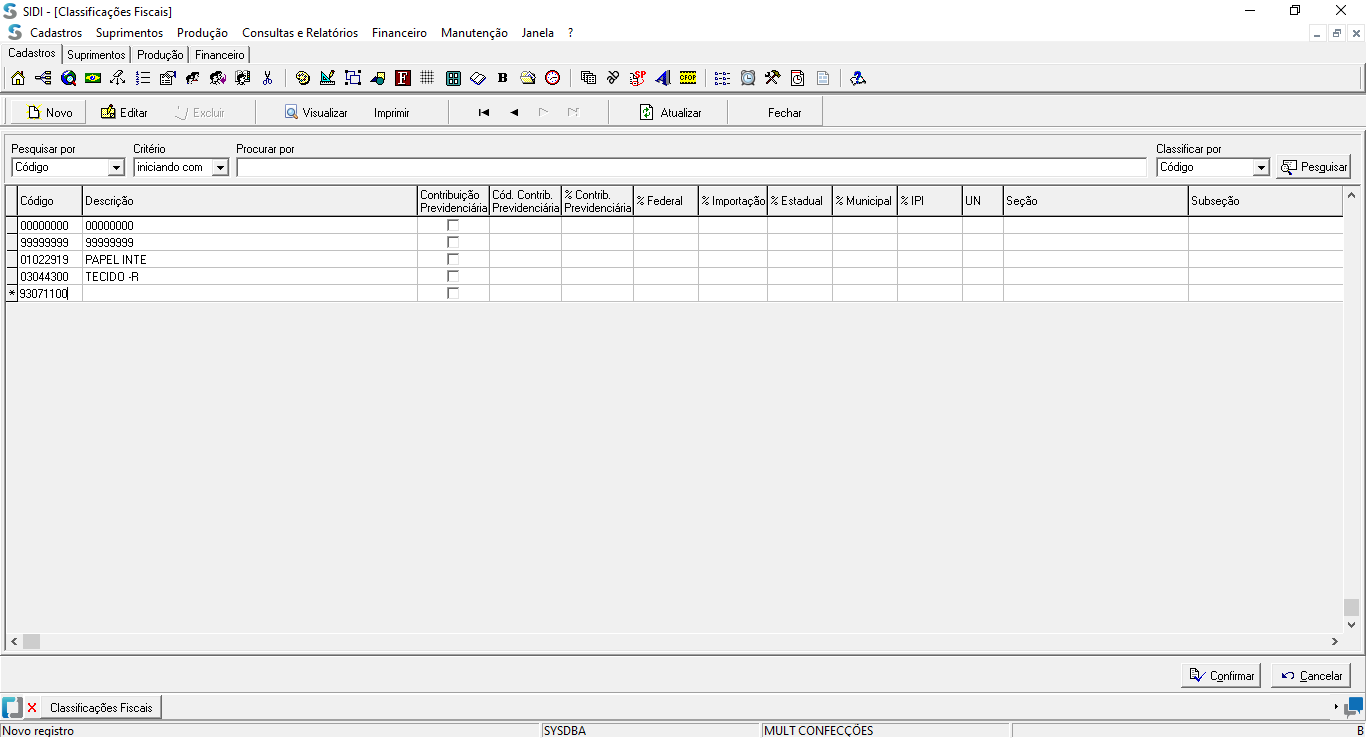 SIDI - [Classificações Fiscais]
Cadastros Suprimentos Produção Consultas e Relatórios Financeiro Manutenção Janela ?
Cadastros Suprimentos Produção Financeiro
F B SP CFOP
Novo Editar Excluir Visualizar Imprimir Atualizar Fechar
Pesquisar por Critério Procurar por Classificar por
Código iniciando com Código Pesquisar
Código Descrição Contribuição Previdenciária Cód. Contrib. Previdenciária % Contrib. Previdenciária % Federal % Importação % Estadual % Municipal % IPI UN Seção Subseção
00000000 00000000
99999999 99999999
01022919 PAPEL INTE
03044300 TECIDO -R
* 93071100
Confirmar Cancelar
Classificações Fiscais
Novo registro SYSDBA MULT CONFECÇÕES B